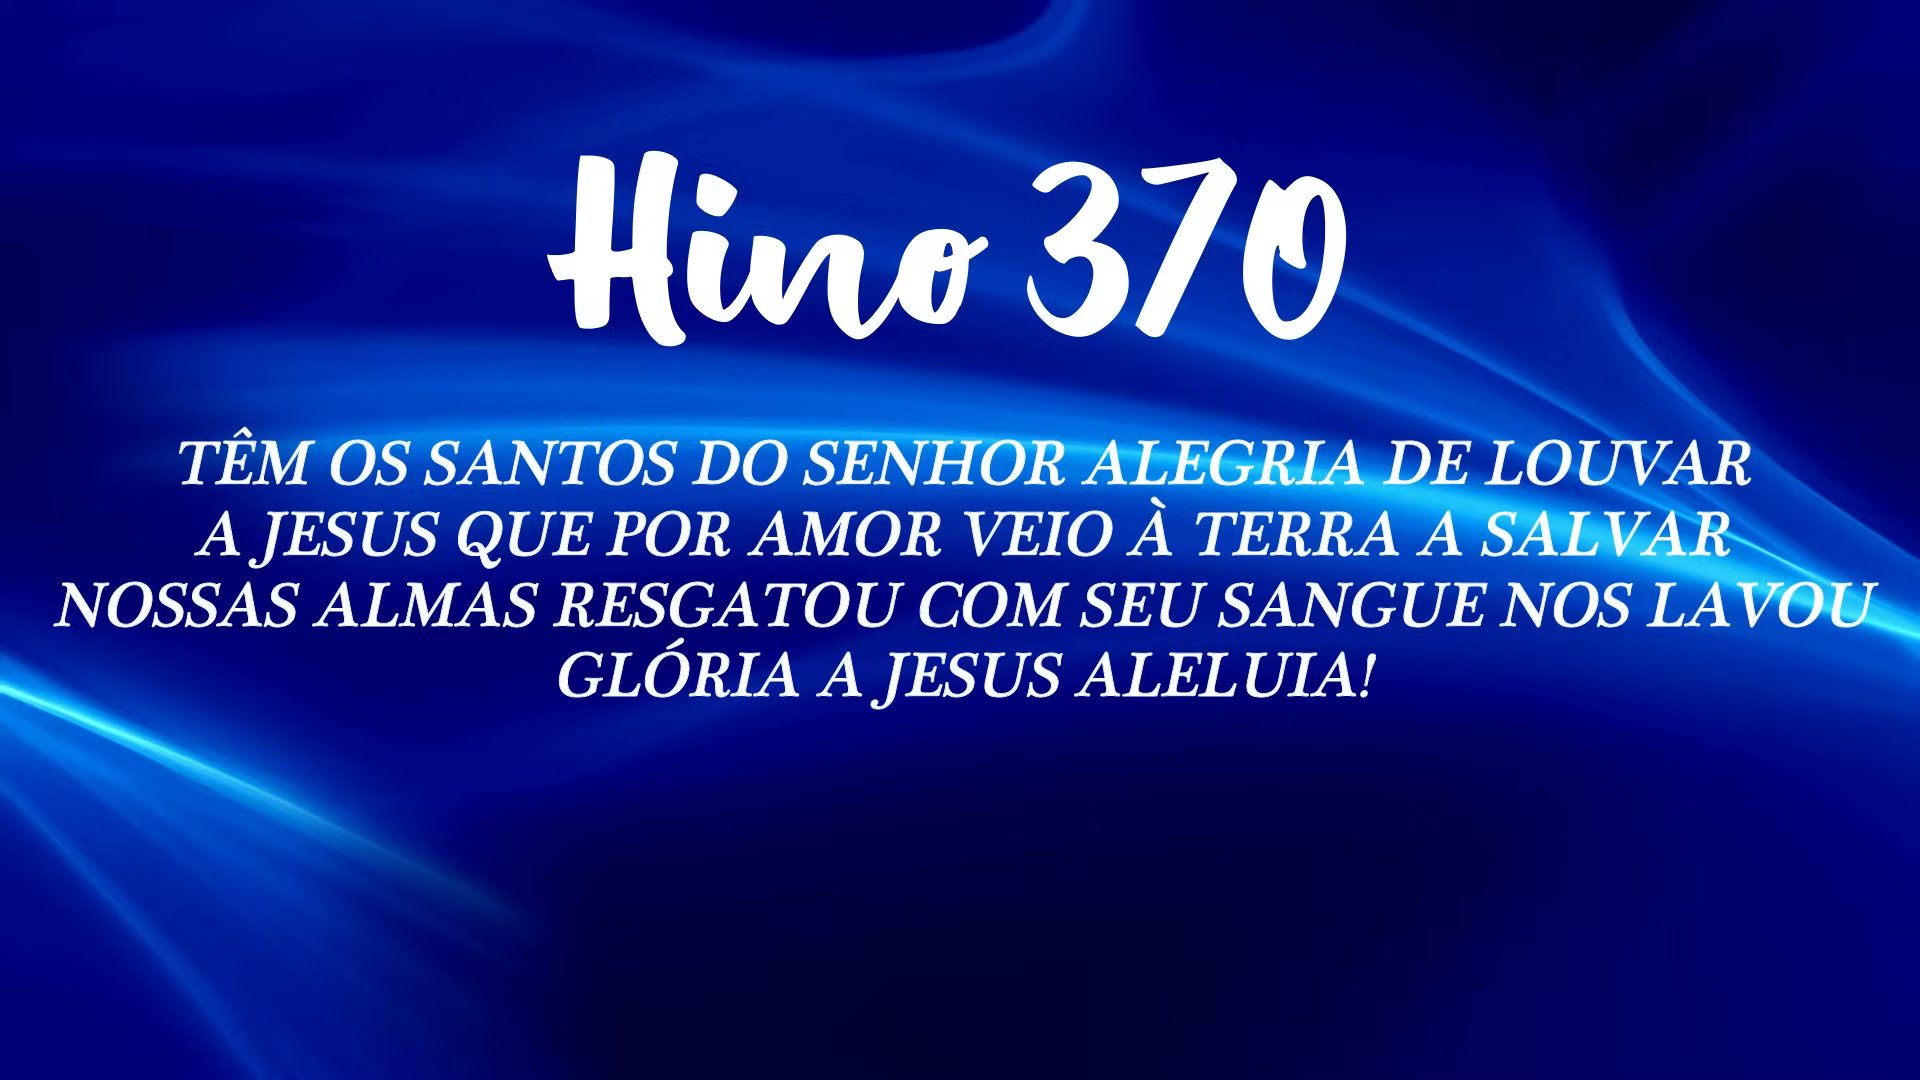 Hino 370
TÊM OS SANTOS DO SENHOR ALEGRIA DE LOUVAR
A JESUS QUE POR AMOR VEIO À TERRA A SALVAR
NOSSAS ALMAS RESGATOU COM SEU SANGUE NOS LAVOU
GLÓRIA A JESUS ALELUIA!